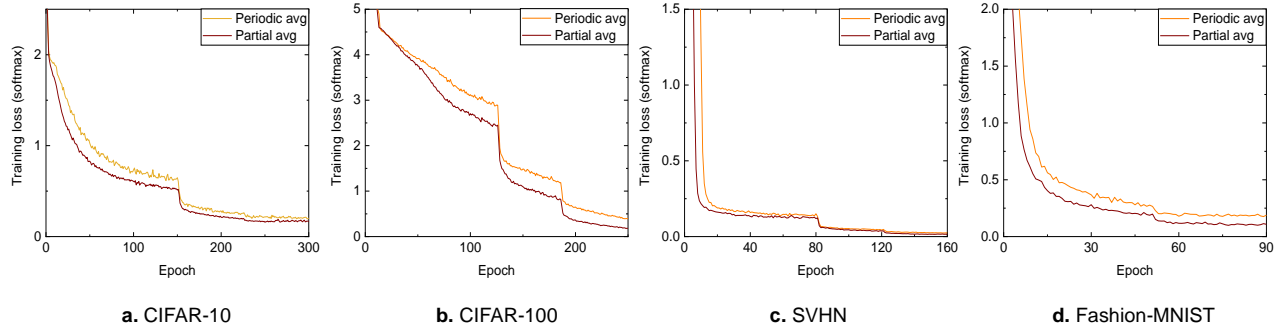 Training loss (softmax)
2
1
0
0
100
200
300
Epoch
Periodic avg
Partial avg
a. CIFAR-10
Training loss (softmax)
5
4
3
2
1
0
0
100
200
Epoch
Periodic avg
Partial avg
b. CIFAR-100
Training loss (softmax)
1.5
1.0
0.5
0.0
0
40
80
120
160
Epoch
Periodic avg
Partial avg
c. SVHN
Training loss (softmax)
2.0
1.5
1.0
0.5
0.0
0
30
60
90
Epoch
Periodic avg
Partial avg
d. Fashion-MNIST